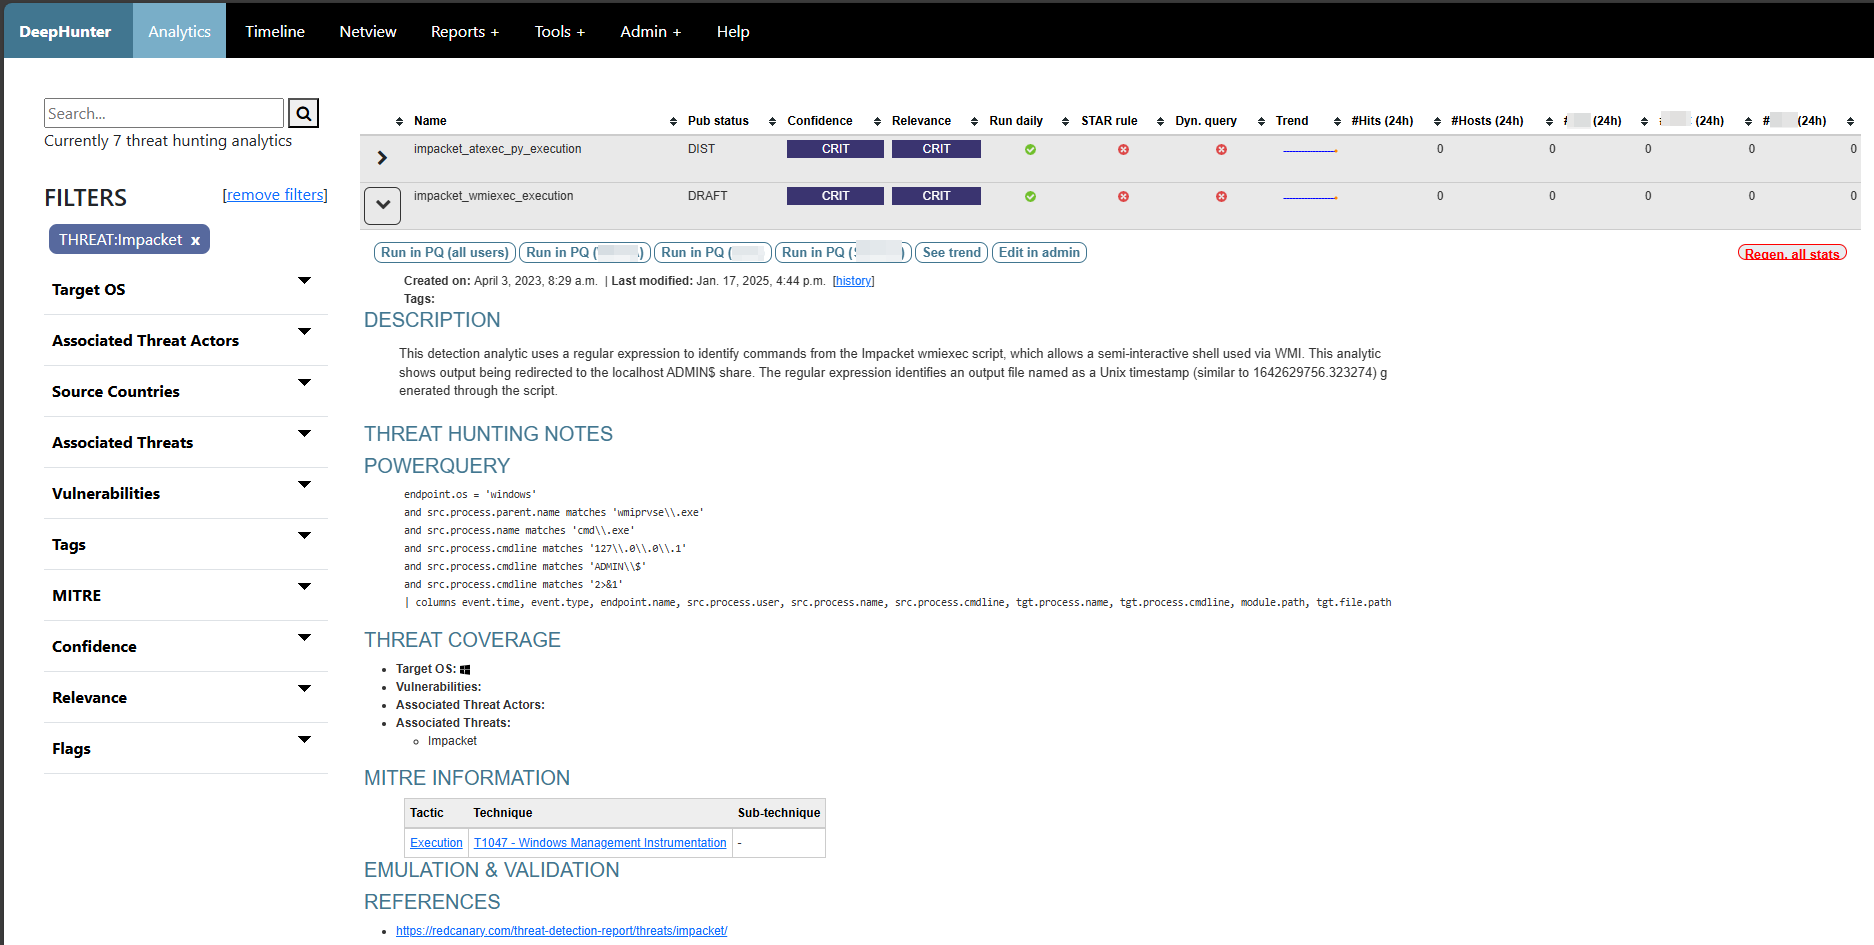 DeepHunter Analytics Timeline Netview Reports + Tools + Admin + Help
Search...
Currently 7 threat hunting analytics
FILTERS [remove filters]
THREAT:Impacket x
Target OS
Associated Threat Actors
Source Countries
Associated Threats
Vulnerabilities
Tags
MITRE
Confidence
Relevance
Flags
Name Pub status Confidence Relevance Run daily STAR rule Dyn. query Trend #Hits (24h) #Hosts (24h) # (24h) (24h) # (24h)
impacket_atexec_py_execution DIST CRIT CRIT 0 0 0 0 0
impacket_wmiexec_execution DRAFT CRIT CRIT 0 0 0 0 0
Run in PQ (all users) Run in PQ ( ) Run in PQ ( ) Run in PQ ( ) See trend Edit in admin Regen. all stats
Created on: April 3, 2023, 8:29 a.m. | Last modified: Jan. 17, 2025, 4:44 p.m. [history]
Tags:
DESCRIPTION
This detection analytic uses a regular expression to identify commands from the Impacket wmiexec script, which allows a semi-interactive shell used via WMI. This analytic
shows output being redirected to the localhost ADMIN$ share. The regular expression identifies an output file named as a Unix timestamp (similar to 1642629756.323274) g
enerated through the script.
THREAT HUNTING NOTES
POWERQUERY
endpoint.os = 'windows'
and src.process.parent.name matches 'wmiprvse\\.exe'
and src.process.name matches 'cmd\\.exe'
and src.process.cmdline matches '127\\.0\\.0\\.1'
and src.process.cmdline matches 'ADMIN\\$'
and src.process.cmdline matches '2>&1'
| columns event.time, event.type, endpoint.name, src.process.user, src.process.name, src.process.cmdline, tgt.process.name, tgt.process.cmdline, module.path, tgt.file.path
THREAT COVERAGE
Target OS:
Vulnerabilities:
Associated Threat Actors:
Associated Threats:
Impacket
MITRE INFORMATION
Tactic Technique Sub-technique
Execution T1047 - Windows Management Instrumentation -
EMULATION & VALIDATION
REFERENCES
https://redcanary.com/threat-detection-report/threats/impacket/